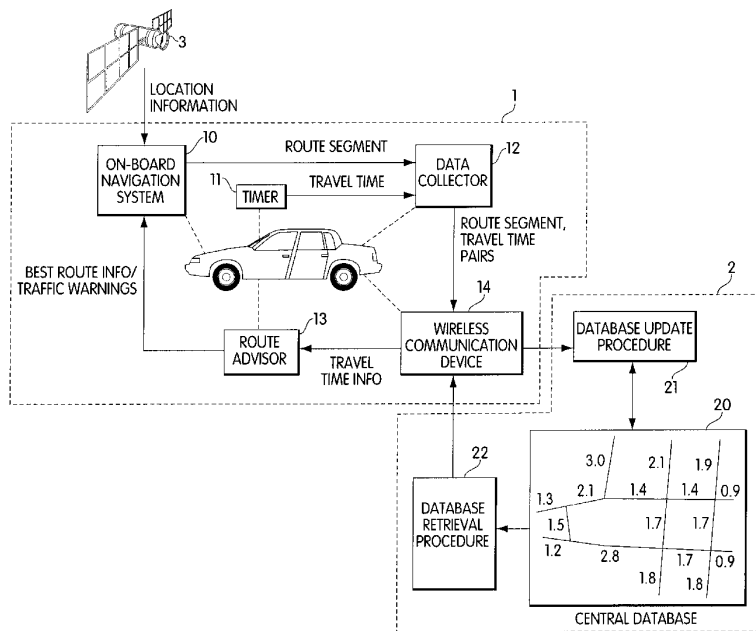 3
LOCATION
INFORMATION
1
10
ON-BOARD
NAVIGATION
SYSTEM
ROUTE SEGMENT
12
DATA
COLLECTOR
11
TIMER
TRAVEL TIME
ROUTE SEGMENT,
TRAVEL TIME
PAIRS
BEST ROUTE INFO/
TRAFFIC WARNINGS
13
ROUTE
ADVISOR
TRAVEL
TIME INFO
14
WIRELESS
COMMUNICATION
DEVICE
2
DATABASE UPDATE
PROCEDURE
21
20
22
DATABASE
RETRIEVAL
PROCEDURE
3.0 2.1 1.9
1.3 2.1 1.4 1.4 0.9
1.5 1.7 1.7
1.2 2.8 1.7 0.9
1.8 1.8
CENTRAL DATABASE